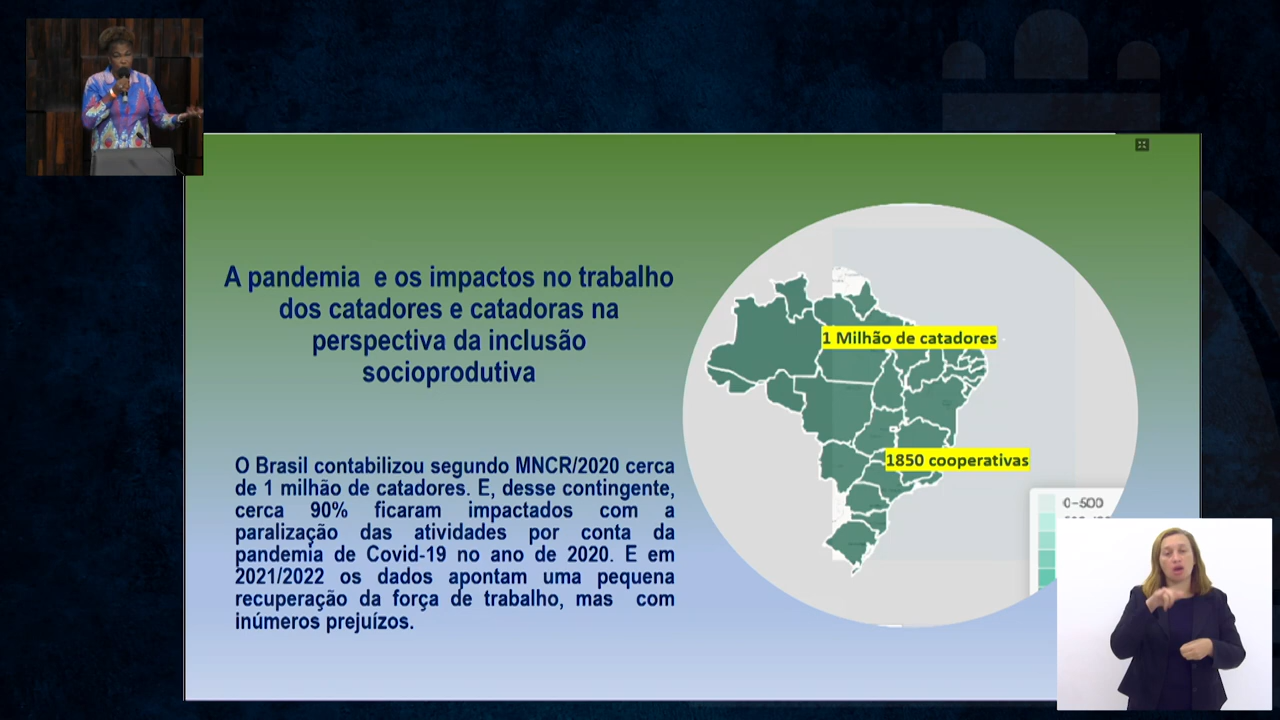 A pandemia e os impactos no trabalho
dos catadores e catadoras na
perspectiva da inclusão
socioprodutiva
O Brasil contabilizou segundo MNCR/2020 cerca
de 1 milhão de catadores. E, desse contingente,
cerca 90% ficaram impactados com a
paralização das atividades por conta da
pandemia de Covid-19 no ano de 2020. E em
2021/2022 os dados apontam uma pequena
recuperação da força de trabalho, mas com
inúmeros prejuízos.
1 Milhão de catadores
1850 cooperativas
0-500